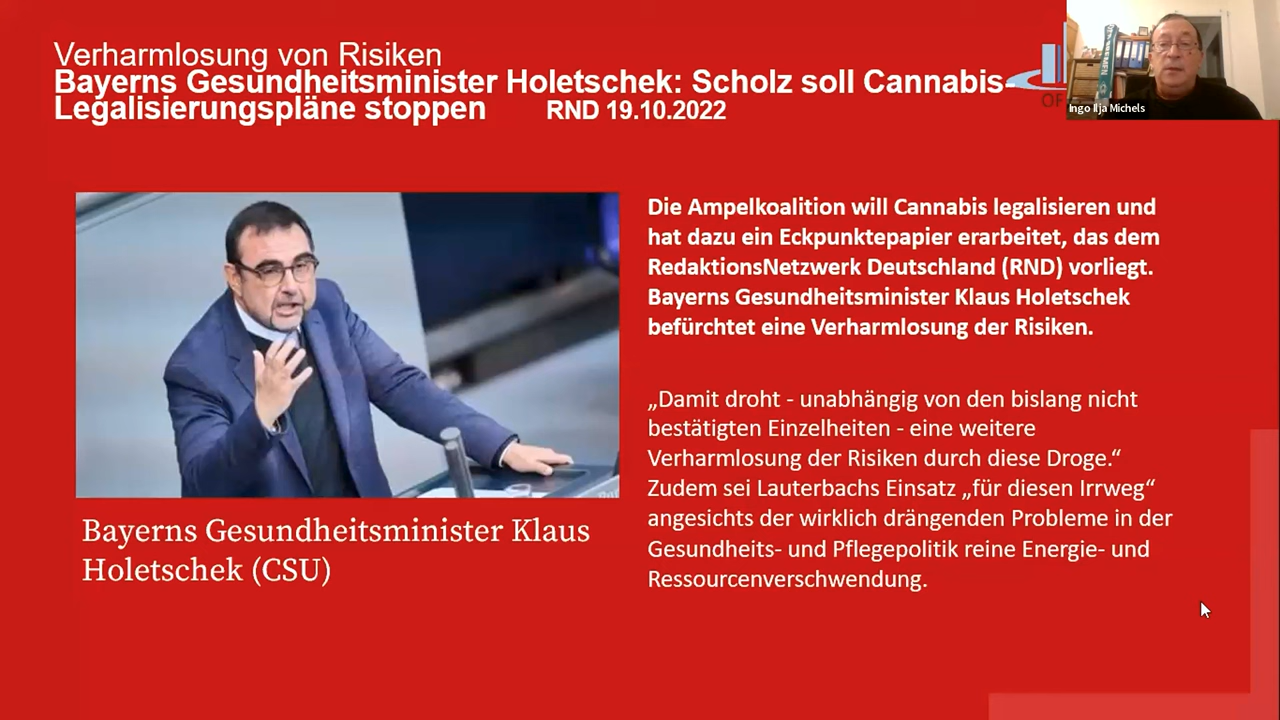 Verharmlosung von Risiken
Bayerns Gesundheitsminister Holetschek: Scholz soll Cannabis-
Legalisierungspläne stoppen RND 19.10.2022
Ingo Ilja Michels
Die Ampelkoalition will Cannabis legalisieren und
hat dazu ein Eckpunktepapier erarbeitet, das dem
RedaktionsNetzwerk Deutschland (RND) vorliegt.
Bayerns Gesundheitsminister Klaus Holetschek
befürchtet eine Verharmlosung der Risiken.
„Damit droht - unabhängig von den bislang nicht
bestätigten Einzelheiten - eine weitere
Verharmlosung der Risiken durch diese Droge.“
Zudem sei Lauterbachs Einsatz „für diesen Irrweg“
angesichts der wirklich drängenden Probleme in der
Gesundheits- und Pflegepolitik reine Energie- und
Ressourcenverschwendung.
Bayerns Gesundheitsminister Klaus
Holetschek (CSU)